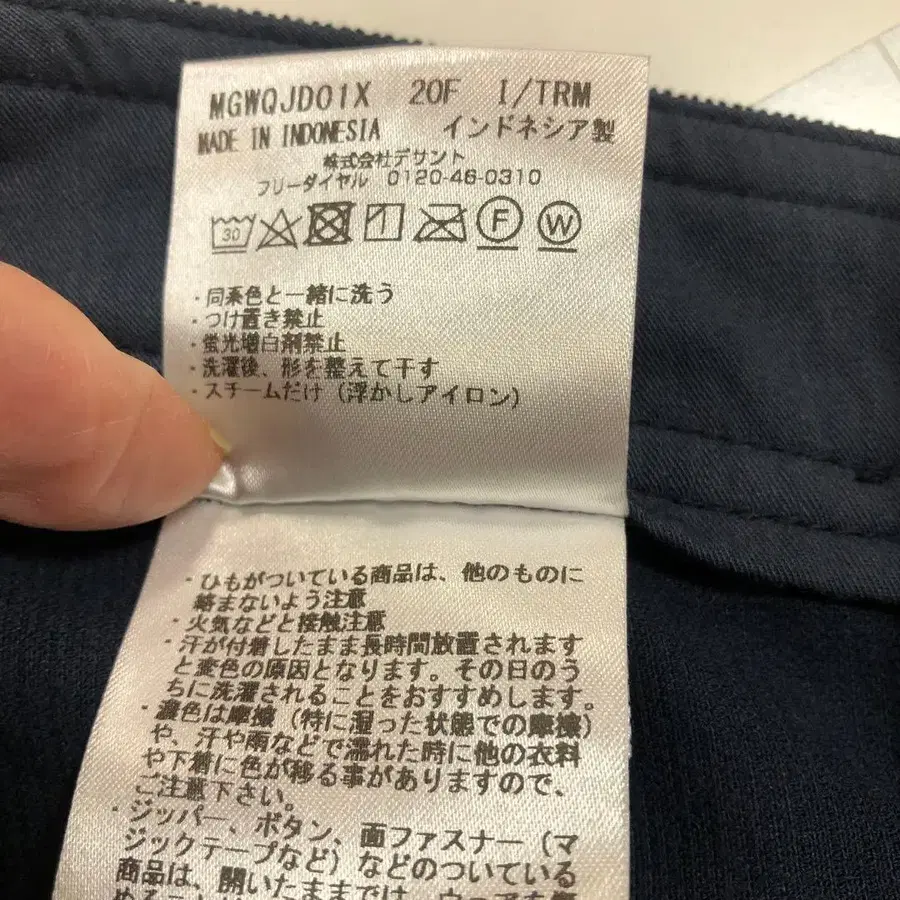 MGWQJD01X 20F I/TRM
MADE IN INDONESIA インドネシア製
株式会社デサント
フリーダイヤル 0120-46-0310
30 F W
・同系色と一緒に洗う
・つけ置き禁止
・蛍光増白剤禁止
・洗濯後、形を整えて干す
・スチームだけ（浮かしアイロン）
・ひもがついている商品は、他のものに
絡まないよう注意
・火気などと接触注意
・汗が付着したまま長時間放置されます
と変色の原因となります。その日のう
ちに洗濯されることをおすすめします。
・濃色は摩擦（特に湿った状態での摩擦）
や、汗や雨などで濡れた時に他の衣料
や下着に色が移る事がありますので、
ご注意下さい。
・ジッパー、ボタン、面ファスナー（マ
ジックテープなど）などのついている
商品は、開いたままでは、ウェアを傷